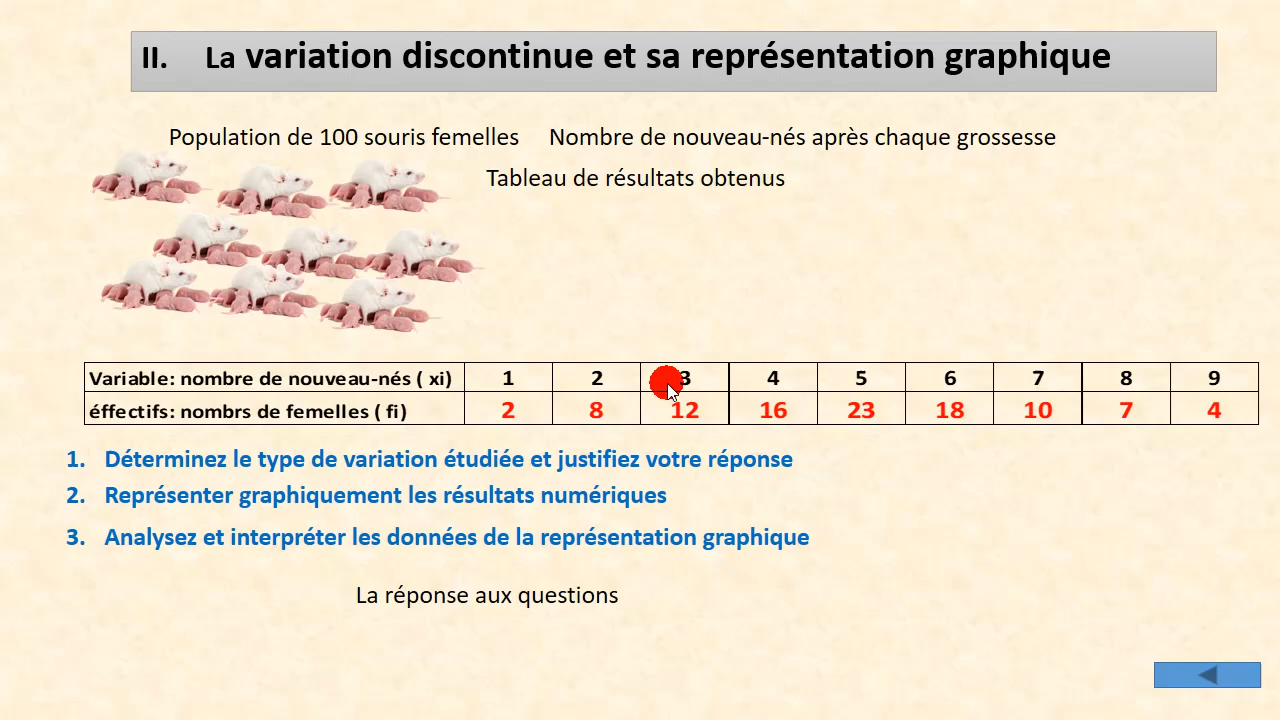 II. La variation discontinue et sa représentation graphique
Population de 100 souris femelles Nombre de nouveau-nés après chaque grossesse
Tableau de résultats obtenus
Variable: nombre de nouveau-nés ( xi) 1 2 3 4 5 6 7 8 9
éffectifs: nombrs de femelles ( fi) 2 8 12 16 23 18 10 7 4
1. Déterminez le type de variation étudiée et justifiez votre réponse
2. Représenter graphiquement les résultats numériques
3. Analysez et interpréter les données de la représentation graphique
La réponse aux questions